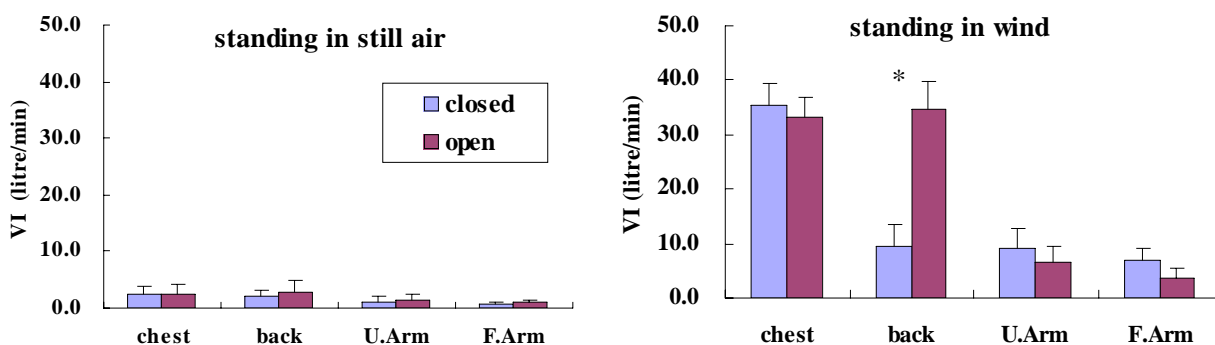 standing in still air
50.0
40.0
30.0
20.0
10.0
0.0
VI (litre/min)
closed
open
chest back U.Arm F.Arm
standing in wind
50.0
40.0
30.0
20.0
10.0
0.0
VI (litre/min)
*
chest back U.Arm F.Arm